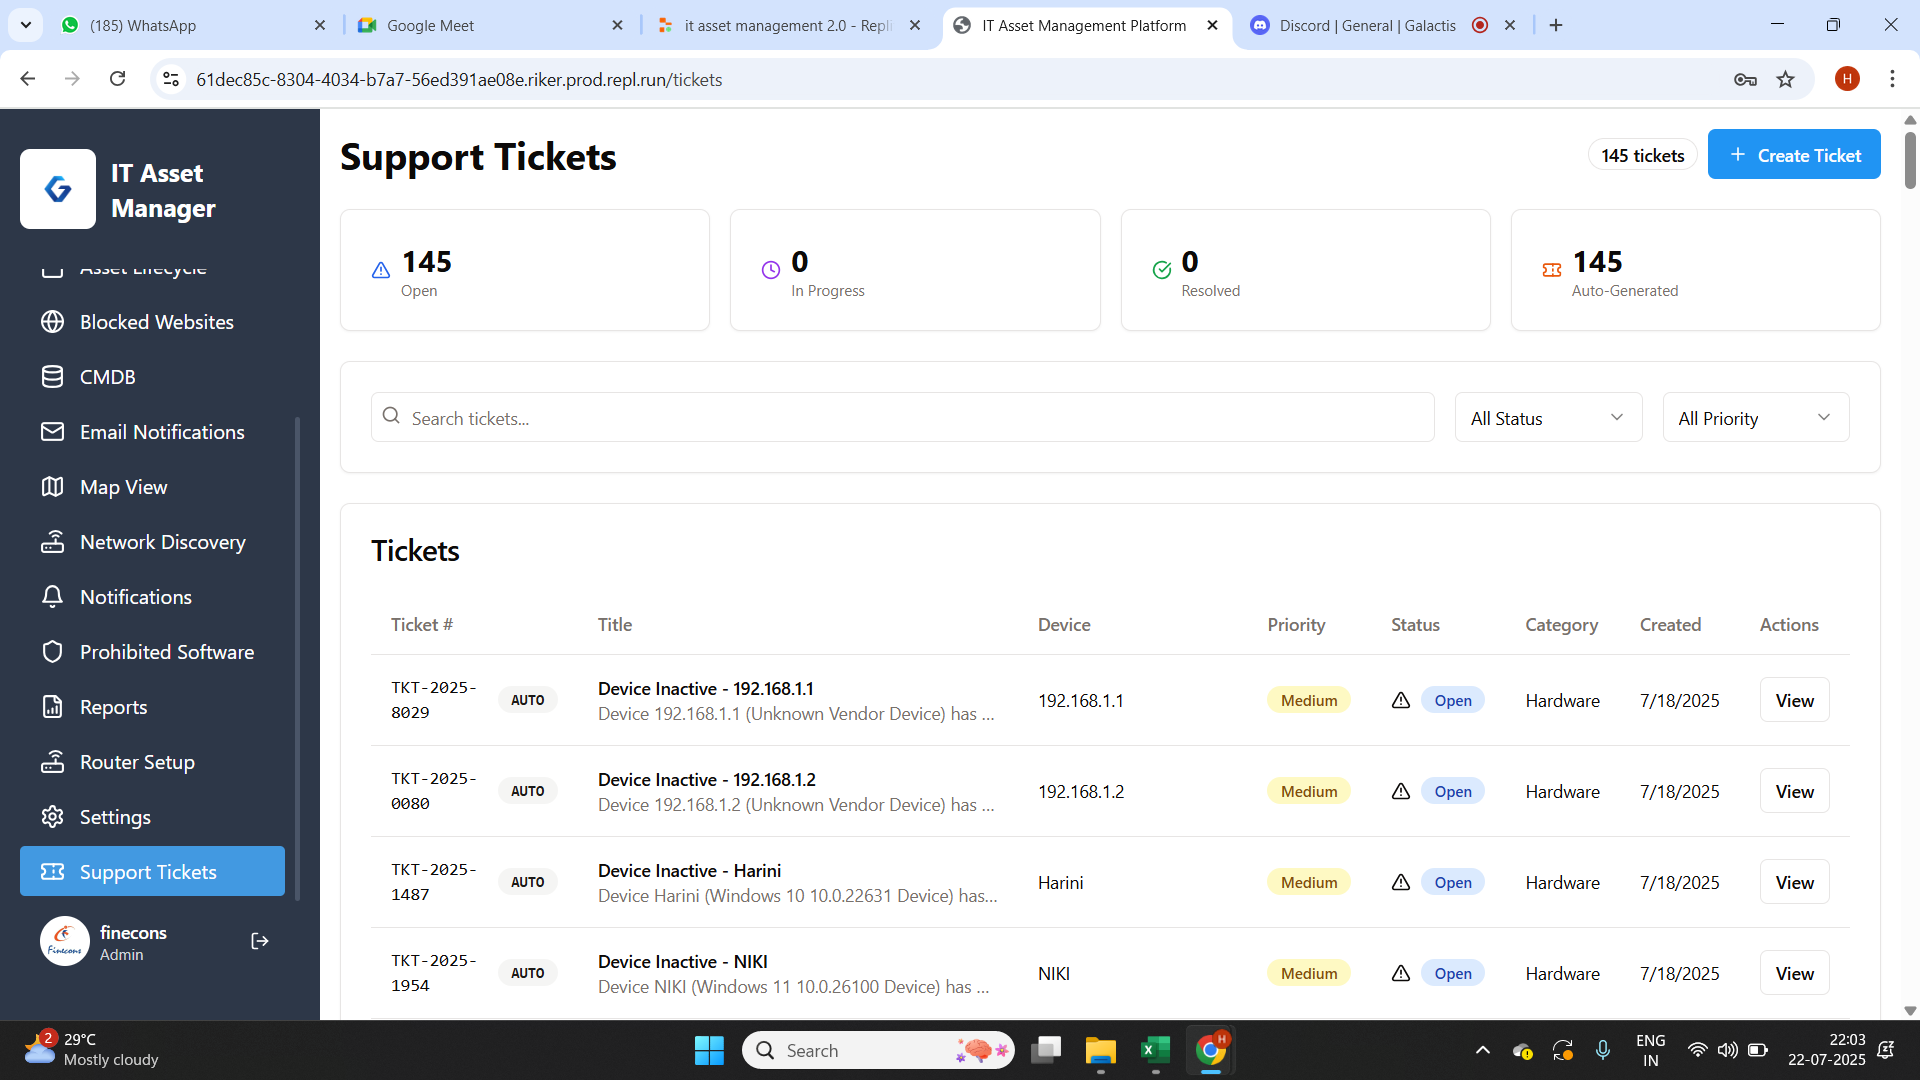 (185) WhatsApp
Google Meet
it asset management 2.0 - Repli
IT Asset Management Platform
Discord | General | Galactis
61dec85c-8304-4034-b7a7-56ed391ae08e.riker.prod.repl.run/tickets
H
IT Asset
Manager
Asset Lifecycle
Blocked Websites
CMDB
Email Notifications
Map View
Network Discovery
Notifications
Prohibited Software
Reports
Router Setup
Settings
Support Tickets
Finecons
finecons
Admin
Support Tickets
145 tickets
Create Ticket
145
Open
0
In Progress
0
Resolved
145
Auto-Generated
Search tickets...
All Status
All Priority
Tickets
Ticket # Title Device Priority Status Category Created Actions
TKT-2025-
8029
AUTO
Device Inactive - 192.168.1.1
Device 192.168.1.1 (Unknown Vendor Device) has ...
192.168.1.1
Medium
Open
Hardware
7/18/2025
View
TKT-2025-
0080
AUTO
Device Inactive - 192.168.1.2
Device 192.168.1.2 (Unknown Vendor Device) has ...
192.168.1.2
Medium
Open
Hardware
7/18/2025
View
TKT-2025-
1487
AUTO
Device Inactive - Harini
Device Harini (Windows 10 10.0.22631 Device) has...
Harini
Medium
Open
Hardware
7/18/2025
View
TKT-2025-
1954
AUTO
Device Inactive - NIKI
Device NIKI (Windows 11 10.0.26100 Device) has ...
NIKI
Medium
Open
Hardware
7/18/2025
View
2
29°C
Mostly cloudy
Search
H
ENG
IN
22:03
22-07-2025